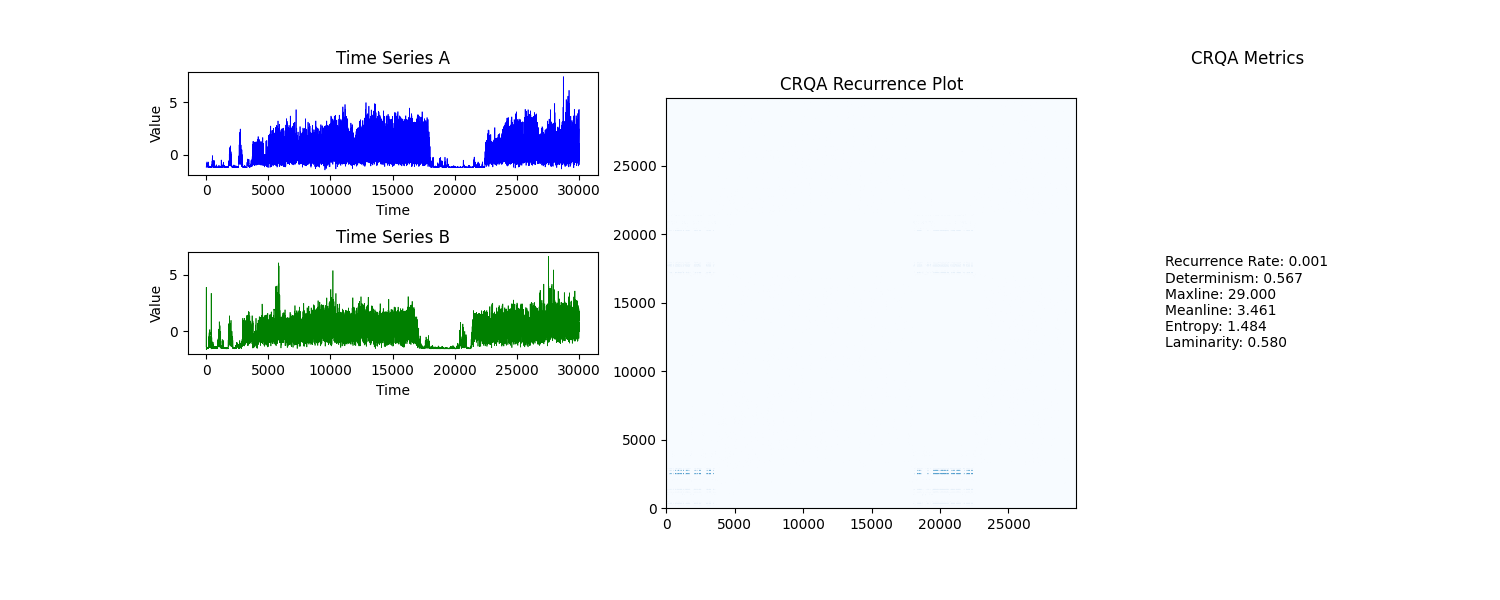 Time Series A
Value
5
0
0 5000 10000 15000 20000 25000 30000
Time
Time Series B
Value
5
0
0 5000 10000 15000 20000 25000 30000
Time
CRQA Recurrence Plot
25000
20000
15000
10000
5000
0
0 5000 10000 15000 20000 25000
CRQA Metrics
Recurrence Rate: 0.001
Determinism: 0.567
Maxline: 29.000
Meanline: 3.461
Entropy: 1.484
Laminarity: 0.580